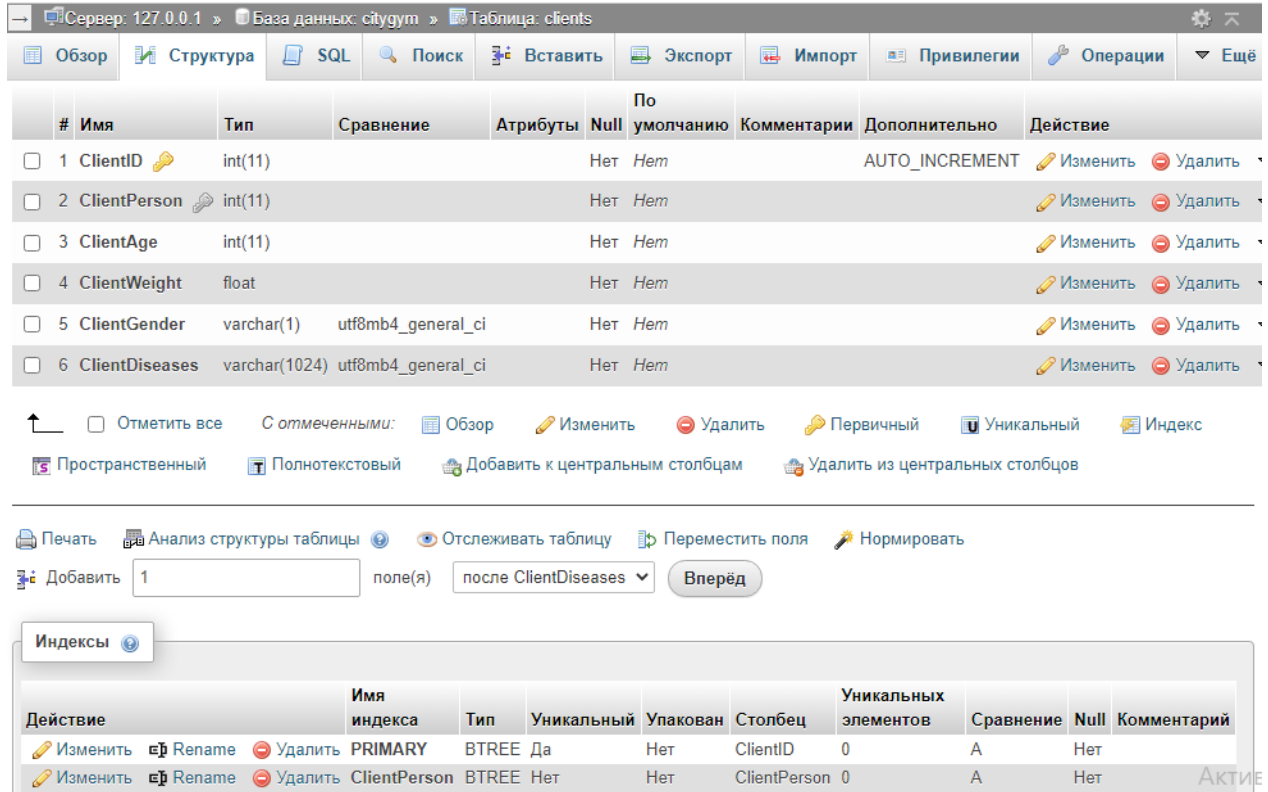 Сервер: 127.0.0.1 » База данных: citygym » Таблица: clients
Обзор Структура SQL Поиск Вставить Экспорт Импорт Привилегии Операции Ещё
# Имя Тип Сравнение Атрибуты Null По умолчанию Комментарии Дополнительно Действие
1 ClientID int(11) Нет Нет AUTO_INCREMENT Изменить Удалить
2 ClientPerson int(11) Нет Нет Изменить Удалить
3 ClientAge int(11) Нет Нет Изменить Удалить
4 ClientWeight float Нет Нет Изменить Удалить
5 ClientGender varchar(1) utf8mb4_general_ci Нет Нет Изменить Удалить
6 ClientDiseases varchar(1024) utf8mb4_general_ci Нет Нет Изменить Удалить
Отметить все С отмеченными: Обзор Изменить Удалить Первичный Уникальный Индекс
Пространственный Полнотекстовый Добавить к центральным столбцам Удалить из центральных столбцов
Печать Анализ структуры таблицы Отслеживать таблицу Переместить поля Нормировать
Добавить 1 поле(я) после ClientDiseases Вперёд
Индексы
Действие Имя индекса Тип Уникальный Упакован Столбец Уникальных элементов Сравнение Null Комментарий
Изменить Rename Удалить PRIMARY BTREE Да Нет ClientID 0 A Нет
Изменить Rename Удалить ClientPerson BTREE Нет Нет ClientPerson 0 A Нет